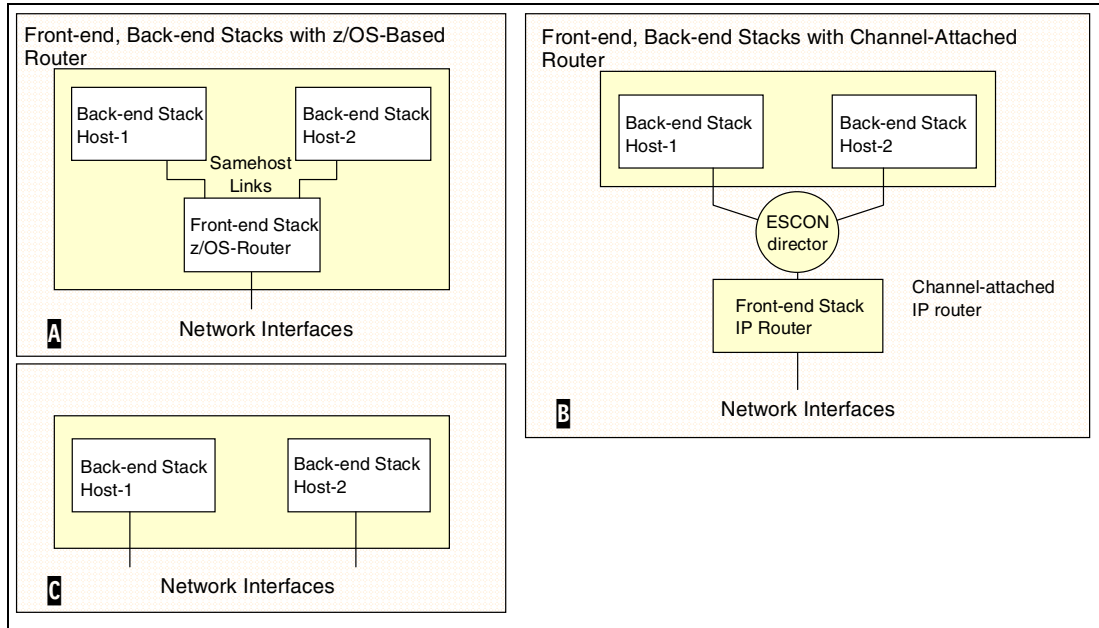 Front-end, Back-end Stacks with z/OS-Based
Router
Back-end Stack
Host-1
Back-end Stack
Host-2
Samehost
Links
Front-end Stack
z/OS-Router
Network Interfaces
A
Front-end, Back-end Stacks with Channel-Attached
Router
Back-end Stack
Host-1
Back-end Stack
Host-2
ESCON
director
Front-end Stack
IP Router
Channel-attached
IP router
Network Interfaces
B
Back-end Stack
Host-1
Back-end Stack
Host-2
Network Interfaces
C